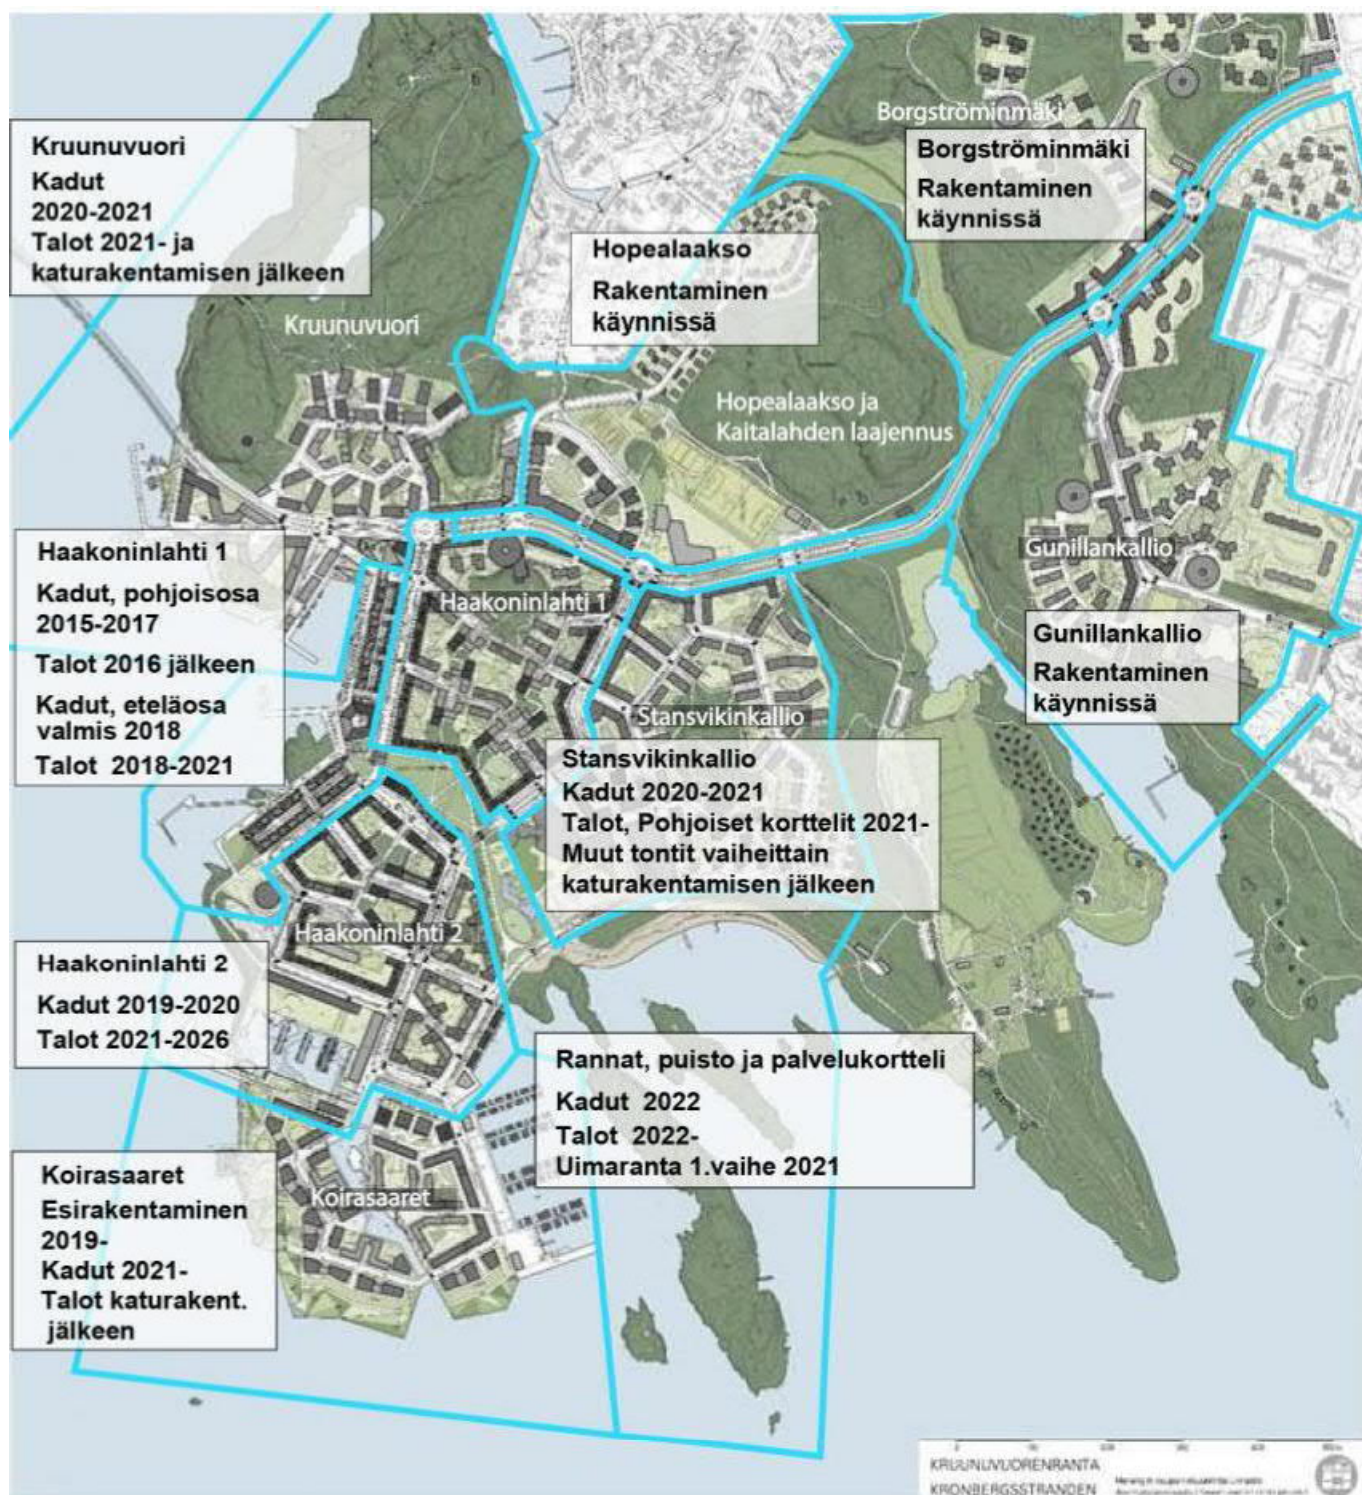 Borgströminmäki
Kruunuvuori
Kadut
2020-2021
Talot 2021- ja
katurakentamisen jälkeen
Borgströminmäki
Rakentaminen
käynnissä
Hopealaakso
Rakentaminen
käynnissä
Kruunuvuori
Hopealaakso ja
Kaitalahden laajennus
Haakoninlahti 1
Kadut, pohjoisosa
2015-2017
Talot 2016 jälkeen
Kadut, eteläosa
valmis 2018
Talot 2018-2021
Gunillankallio
Haakoninlahti 1
Gunillankallio
Rakentaminen
käynnissä
Stansvikinkallio
Stansvikinkallio
Kadut 2020-2021
Talot, Pohjoiset korttelit 2021-
Muut tontit vaiheittain
katurakentamisen jälkeen
Haakoninlahti 2
Haakoninlahti 2
Kadut 2019-2020
Talot 2021-2026
Rannat, puisto ja palvelukortteli
Kadut 2022
Talot 2022-
Uimaranta 1.vaihe 2021
Koirasaaret
Esirakentaminen
2019-
Kadut 2021-
Talot katurakent.
jälkeen
Koirasaaret
KRUUNUVUORENRANTA
KRONBERGSSTRANDEN